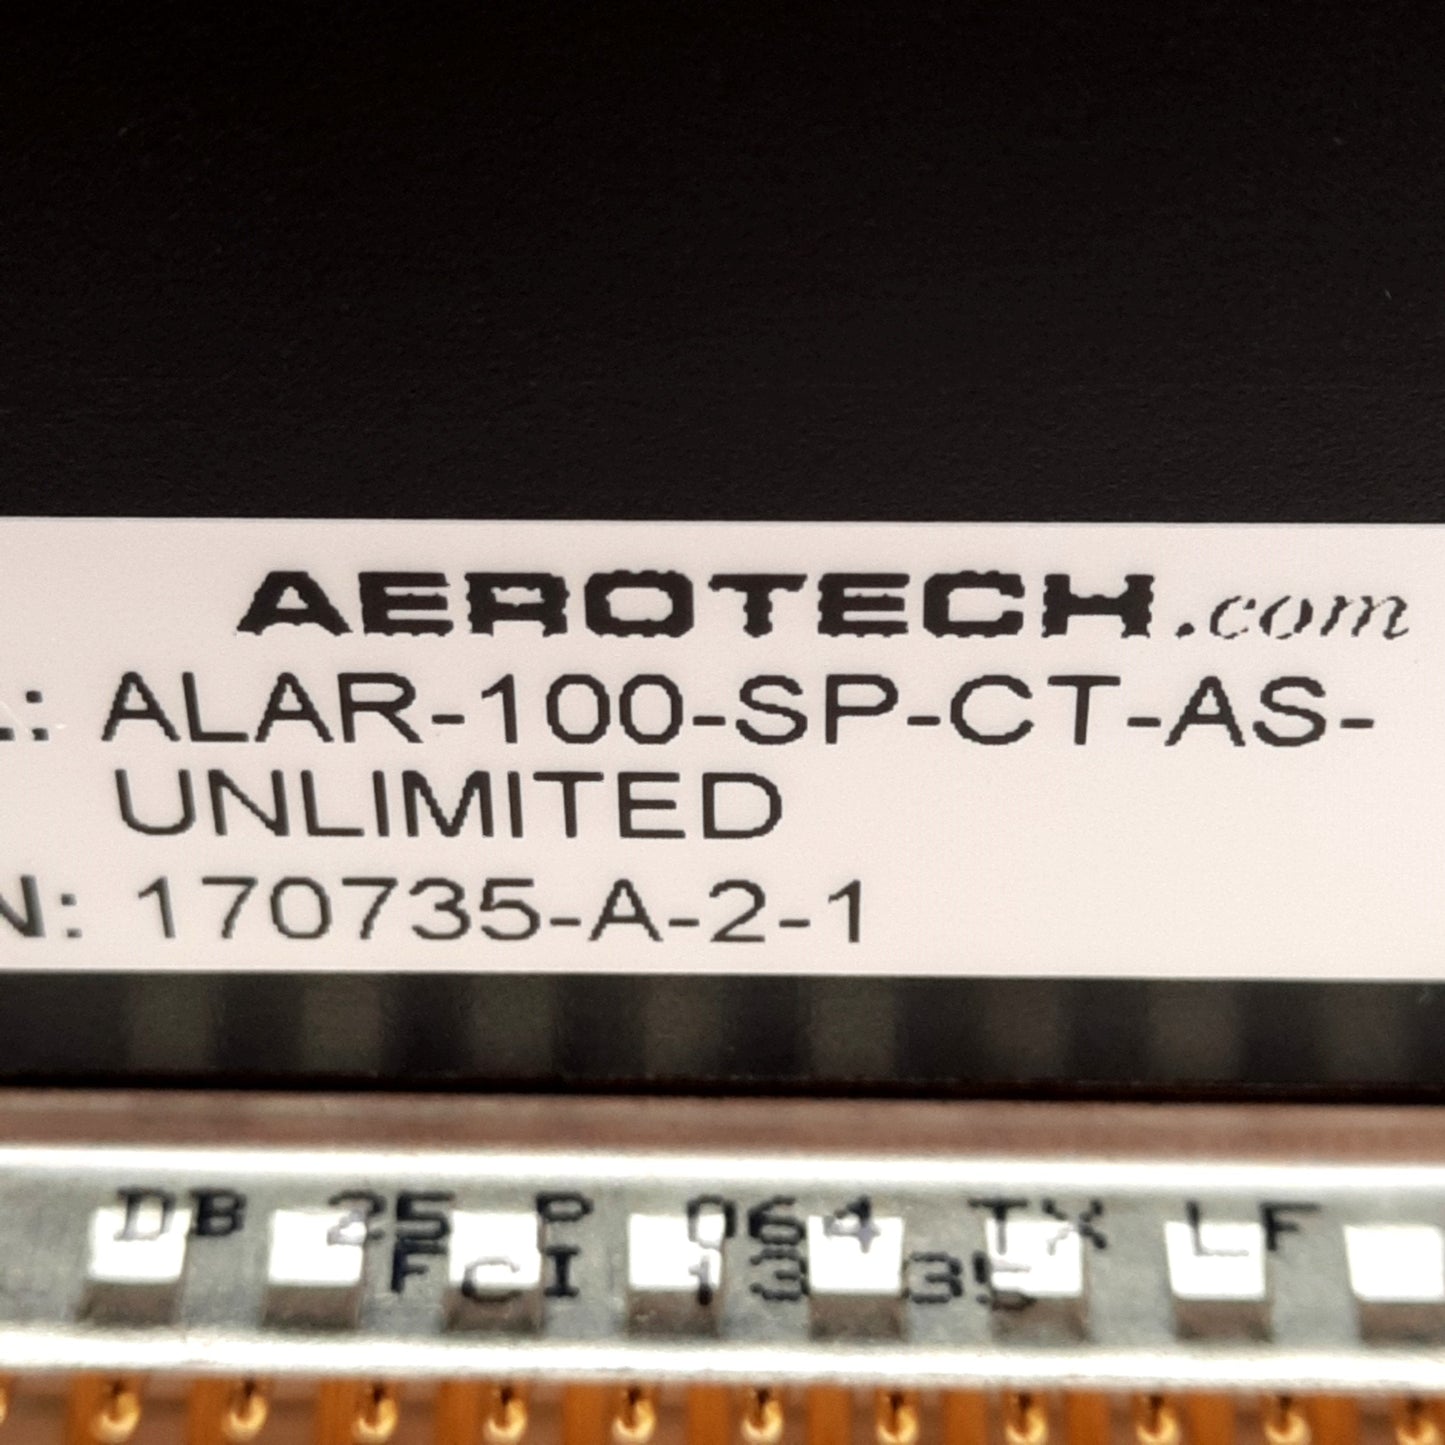 AEROTECH.com
.: ALAR-100-SP-CT-AS-
UNLIMITED
N: 170735-A-2-1
DB 25 P 064 TX LF
FCI 13 35